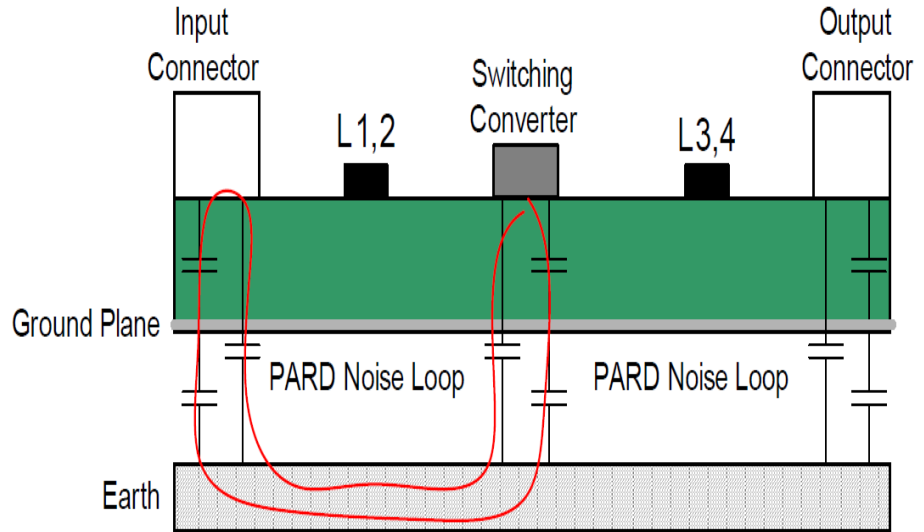 Input
Connector
L1,2
Switching
Converter
L3,4
Output
Connector
Ground Plane
PARD Noise Loop
PARD Noise Loop
Earth